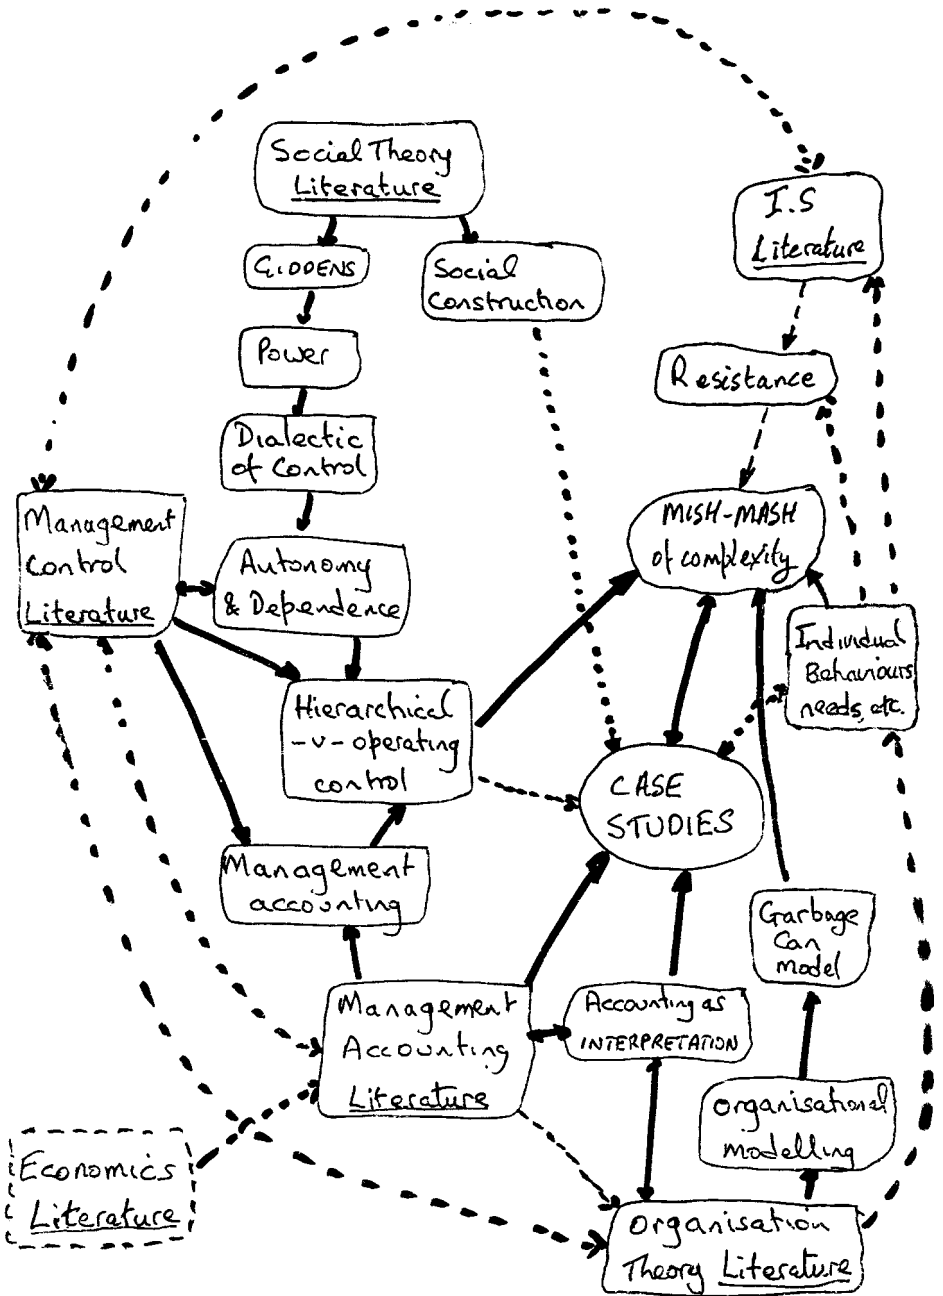 Social Theory
Literature
I.S
Literature
GIDDENS
Social
Construction
Power
Resistance
Dialectic
of Control
Management
Control
Literature
MISH-MASH
of complexity
Autonomy
& Dependence
Individual
Behaviours
needs, etc.
Hierarchical
-v-operating
control
CASE
STUDIES
Management
accounting
Garbage
Can
model
Management
Accounting
Literature
Accounting as
INTERPRETATION
Organisational
modelling
Economics
Literature
Organisation
Theory Literature